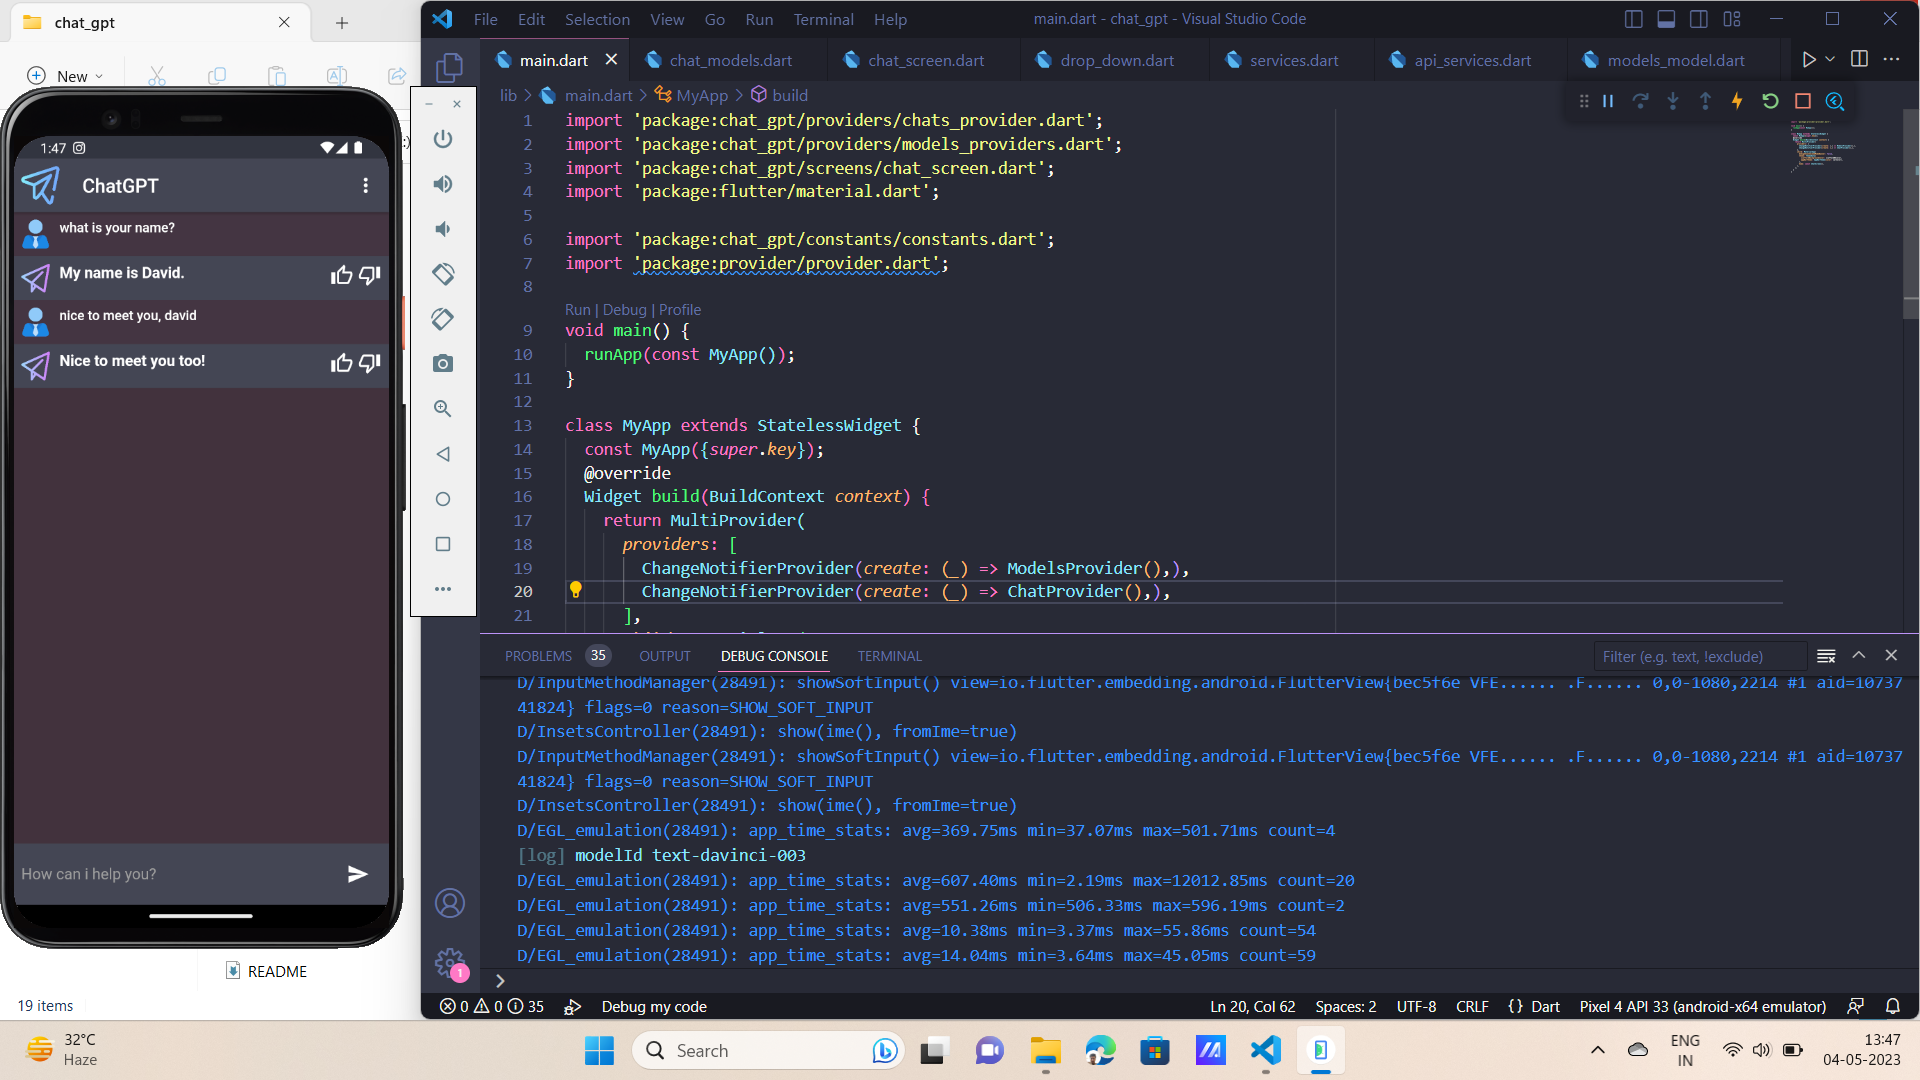 chat_gpt
New
1:47
ChatGPT
what is your name?
My name is David.
nice to meet you, david
Nice to meet you too!
How can i help you?
README
19 items
File Edit Selection View Go Run Terminal Help
main.dart - chat_gpt - Visual Studio Code
main.dart chat_models.dart chat_screen.dart drop_down.dart services.dart api_services.dart models_model.dart
lib > main.dart > MyApp > build
1 import 'package:chat_gpt/providers/chats_provider.dart';
2 import 'package:chat_gpt/providers/models_providers.dart';
3 import 'package:chat_gpt/screens/chat_screen.dart';
4 import 'package:flutter/material.dart';
5
6 import 'package:chat_gpt/constants/constants.dart';
7 import 'package:provider/provider.dart';
8
Run | Debug | Profile
9 void main() {
10 runApp(const MyApp());
11 }
12
13 class MyApp extends StatelessWidget {
14 const MyApp({super.key});
15 @override
16 Widget build(BuildContext context) {
17 return MultiProvider(
18 providers: [
19 ChangeNotifierProvider(create: (_) => ModelsProvider(),),
20 ChangeNotifierProvider(create: (_) => ChatProvider(),),
21 ],
PROBLEMS 35 OUTPUT DEBUG CONSOLE TERMINAL
Filter (e.g. text, !exclude)
D/InputMethodManager(28491): showSoftInput() view=io.flutter.embedding.android.FlutterView{bec5f6e VFE...... .F...... 0,0-1080,2214 #1 aid=10737
41824} flags=0 reason=SHOW_SOFT_INPUT
D/InsetsController(28491): show(ime(), fromIme=true)
D/InputMethodManager(28491): showSoftInput() view=io.flutter.embedding.android.FlutterView{bec5f6e VFE...... .F...... 0,0-1080,2214 #1 aid=10737
41824} flags=0 reason=SHOW_SOFT_INPUT
D/InsetsController(28491): show(ime(), fromIme=true)
D/EGL_emulation(28491): app_time_stats: avg=369.75ms min=37.07ms max=501.71ms count=4
[log] modelId text-davinci-003
D/EGL_emulation(28491): app_time_stats: avg=607.40ms min=2.19ms max=12012.85ms count=20
D/EGL_emulation(28491): app_time_stats: avg=551.26ms min=506.33ms max=596.19ms count=2
D/EGL_emulation(28491): app_time_stats: avg=10.38ms min=3.37ms max=55.86ms count=54
D/EGL_emulation(28491): app_time_stats: avg=14.04ms min=3.64ms max=45.05ms count=59
>
1
0 0 35 Debug my code
Ln 20, Col 62 Spaces: 2 UTF-8 CRLF {} Dart Pixel 4 API 33 (android-x64 emulator)
32°C
Haze
Search
ENG
IN
13:47
04-05-2023